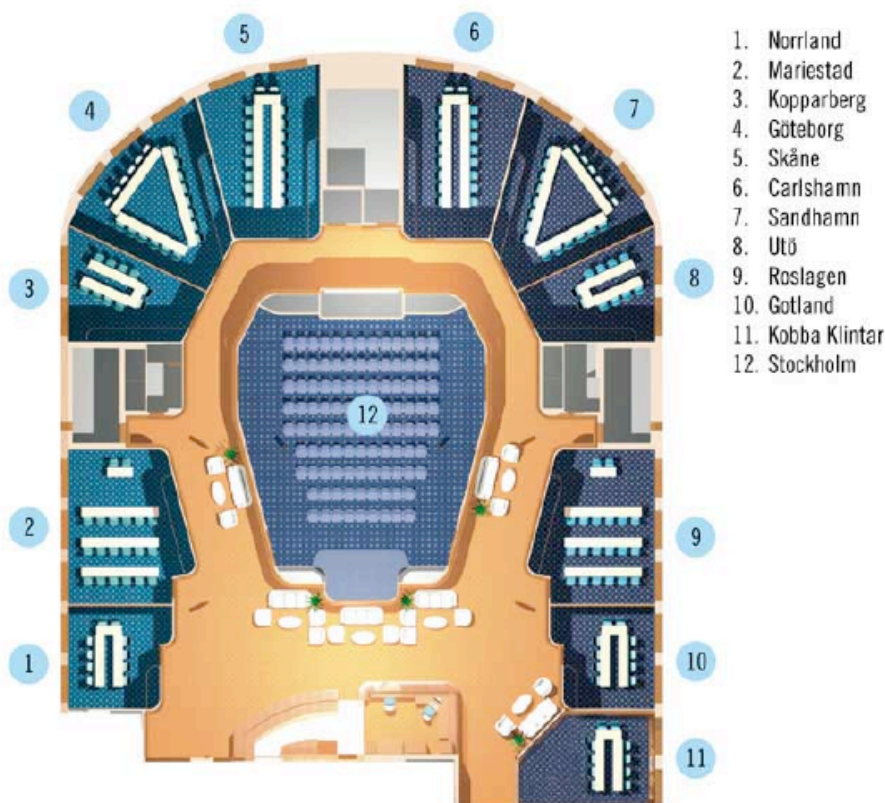 5
6
4
7
3
8
12
2
9
1
10
11
1. Norrland
2. Mariestad
3. Kopparberg
4. Göteborg
5. Skåne
6. Carlshamn
7. Sandhamn
8. Utö
9. Roslagen
10. Gotland
11. Kobba Klintar
12. Stockholm